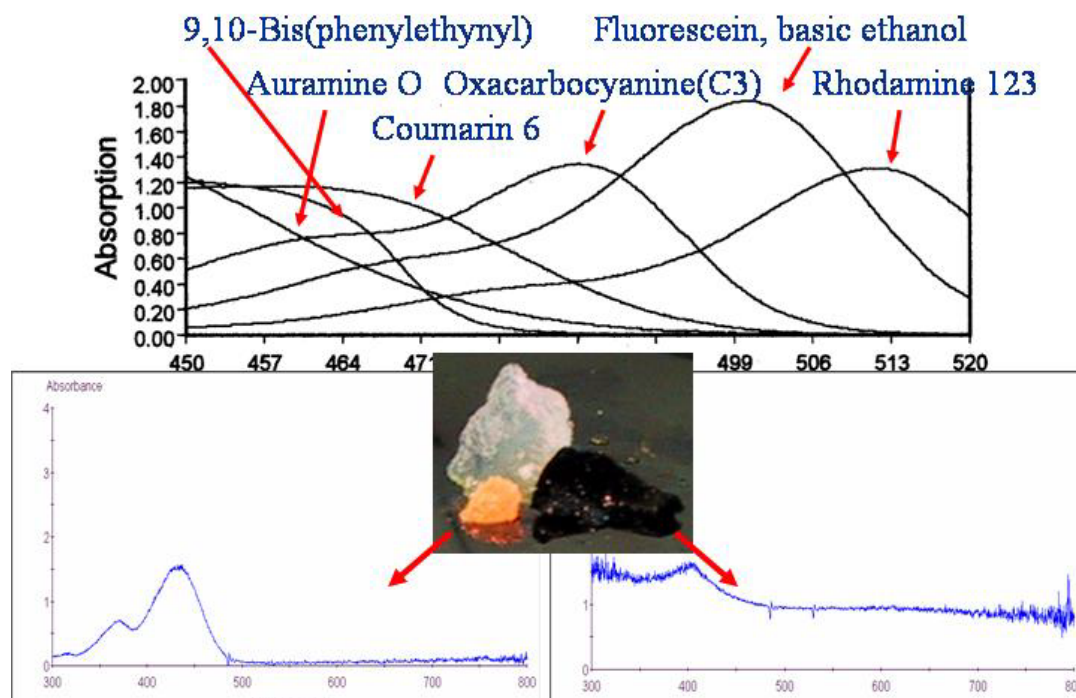 9,10-Bis(phenylethynyl) Fluorescein, basic ethanol
Auramine O Oxacarbocyanine(C3) Rhodamine 123
Coumarin 6
Absorption
2.00
1.80
1.60
1.40
1.20
1.00
0.80
0.60
0.40
0.20
0.00
450 457 464 471 499 506 513 520
Absorbance
4
3
2
1
0
300 400 500 600 700 800
1
0
300 400 500 600 700